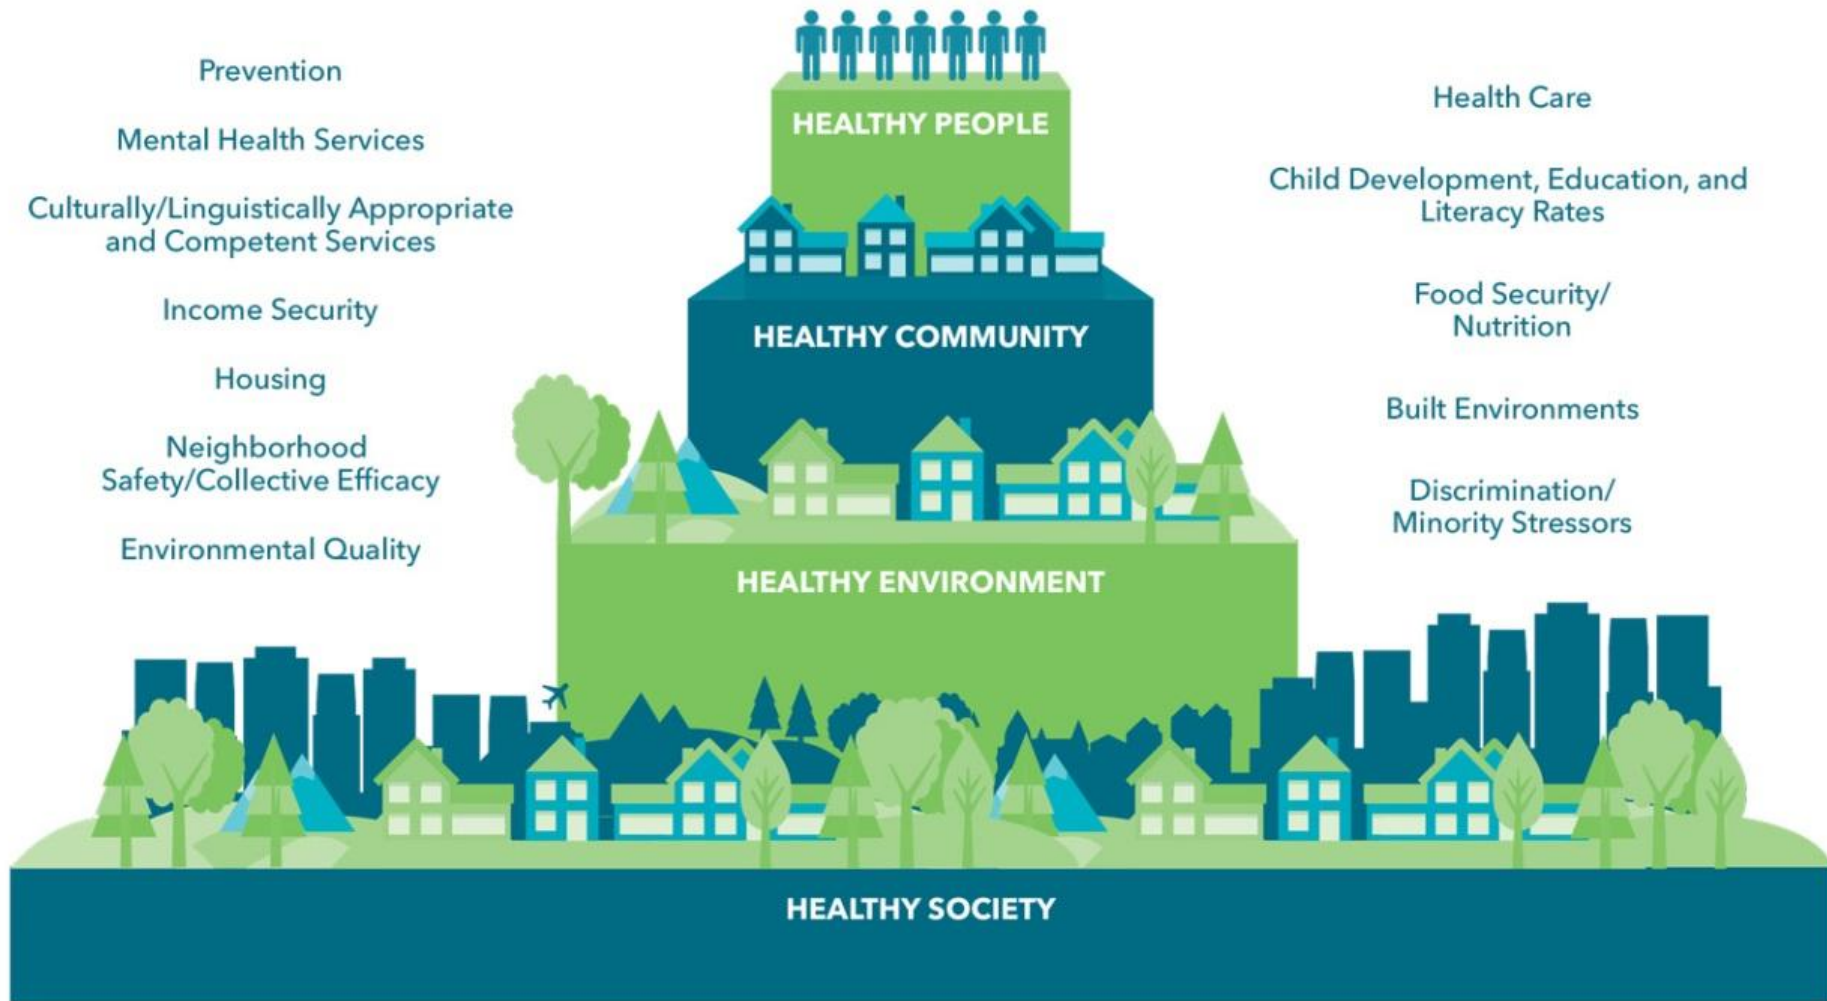 Prevention
Mental Health Services
Culturally/Linguistically Appropriate
and Competent Services
Income Security
Housing
Neighborhood
Safety/Collective Efficacy
Environmental Quality
HEALTHY PEOPLE
HEALTHY COMMUNITY
HEALTHY ENVIRONMENT
HEALTHY SOCIETY
Health Care
Child Development, Education, and
Literacy Rates
Food Security/
Nutrition
Built Environments
Discrimination/
Minority Stressors